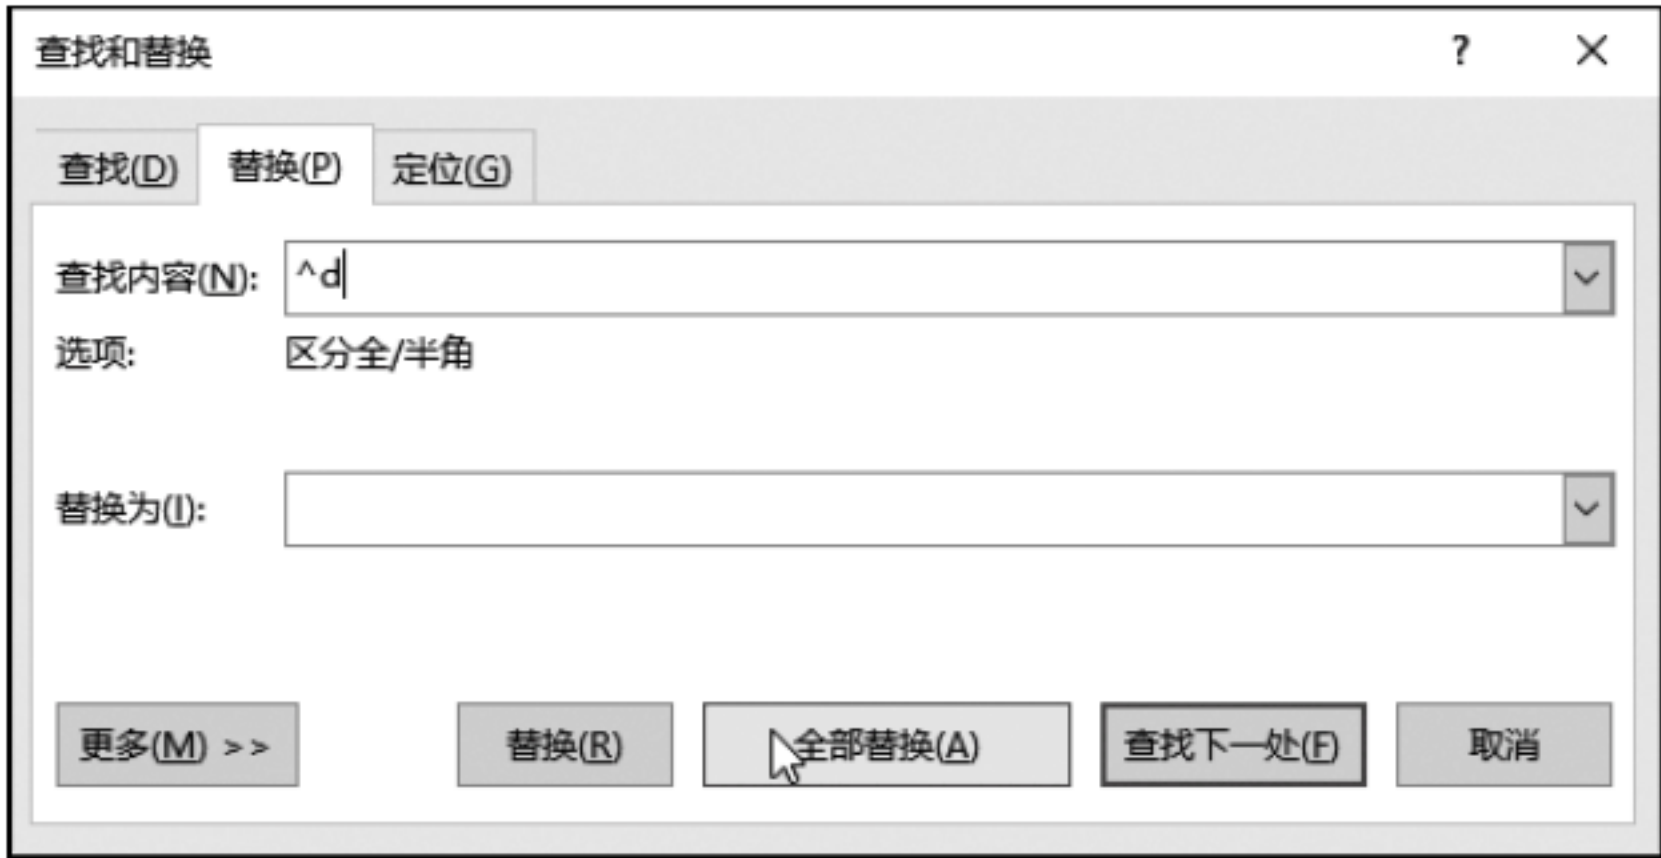 查找和替换 ?
查找(D) 替换(P) 定位(G)
查找内容(N): ^d
选项: 区分全/半角
替换为(I):
更多(M) >> 替换(R) 全部替换(A) 查找下一处(F) 取消